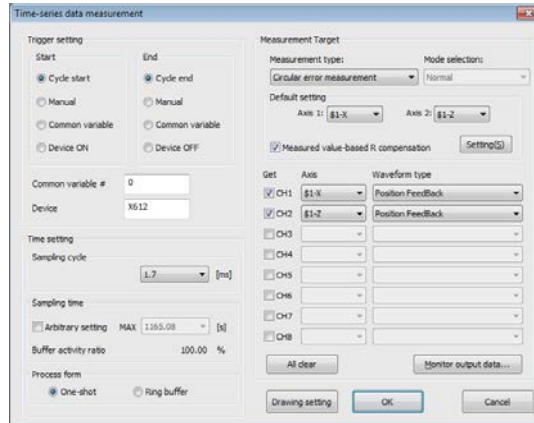 Time-series data measurement
Trigger setting
Start
Cycle start
Manual
Common variable
Device ON
End
Cycle end
Manual
Common variable
Device OFF
Common variable # 0
Device X612
Time setting
Sampling cycle
1.7 [ms]
Sampling time
Arbitrary setting MAX 1165.08 [s]
Buffer activity ratio 100.00 %
Process form
One-shot Ring buffer
Measurement Target
Measurement type: Mode selection:
Circular error measurement Normal
Default setting
Axis 1: $1-X Axis 2: $1-Z
Measured value-based R compensation Setting(S)
Get Axis Waveform type
CH1 $1-X Position FeedBack
CH2 $1-Z Position FeedBack
CH3
CH4
CH5
CH6
CH7
CH8
All clear Monitor output data...
Drawing setting OK Cancel